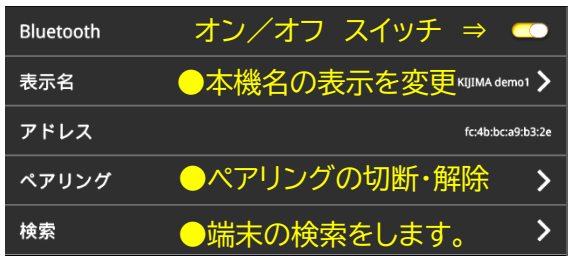 Bluetooth オン／オフ スイッチ ⇒
表示名 ●本機名の表示を変更 KIJIMA demo1
アドレス fc:4b:bc:a9:b3:2e
ペアリング ●ペアリングの切断・解除
検索 ●端末の検索をします。